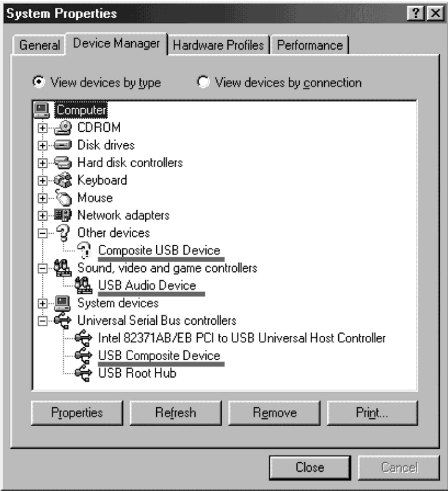 System Properties
General Device Manager Hardware Profiles Performance
View devices by type View devices by connection
Computer
CDROM
Disk drives
Hard disk controllers
Keyboard
Mouse
Network adapters
Other devices
Composite USB Device
Sound, video and game controllers
USB Audio Device
System devices
Universal Serial Bus controllers
Intel 82371AB/EB PCI to USB Universal Host Controller
USB Composite Device
USB Root Hub
Properties Refresh Remove Print...
Close Cancel